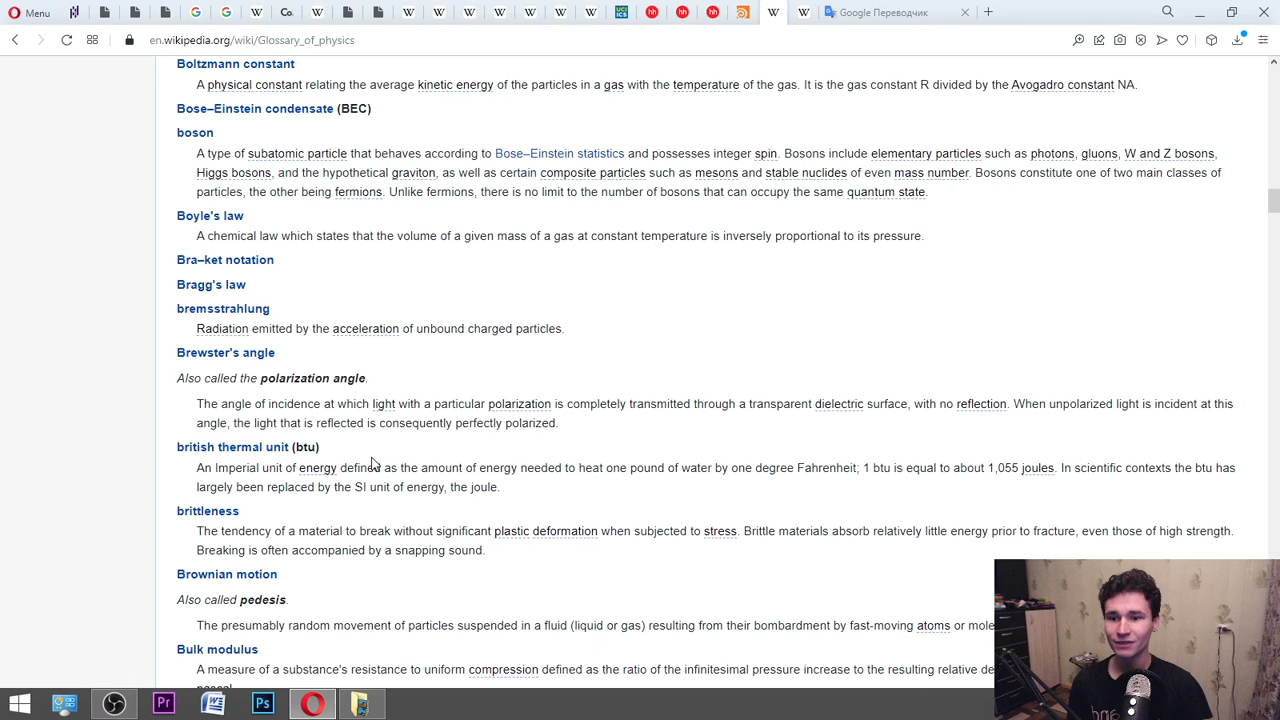 Menu
Co.
UCI
ICS
hh
hh
hh
Google Переводчик
en.wikipedia.org/wiki/Glossary_of_physics
Boltzmann constant
A physical constant relating the average kinetic energy of the particles in a gas with the temperature of the gas. It is the gas constant R divided by the Avogadro constant NA.
Bose–Einstein condensate (BEC)
boson
A type of subatomic particle that behaves according to Bose–Einstein statistics and possesses integer spin. Bosons include elementary particles such as photons, gluons, W and Z bosons,
Higgs bosons, and the hypothetical graviton, as well as certain composite particles such as mesons and stable nuclides of even mass number. Bosons constitute one of two main classes of
particles, the other being fermions. Unlike fermions, there is no limit to the number of bosons that can occupy the same quantum state.
Boyle's law
A chemical law which states that the volume of a given mass of a gas at constant temperature is inversely proportional to its pressure.
Bra–ket notation
Bragg's law
bremsstrahlung
Radiation emitted by the acceleration of unbound charged particles.
Brewster's angle
Also called the polarization angle.
The angle of incidence at which light with a particular polarization is completely transmitted through a transparent dielectric surface, with no reflection. When unpolarized light is incident at this
angle, the light that is reflected is consequently perfectly polarized.
british thermal unit (btu)
An Imperial unit of energy defined as the amount of energy needed to heat one pound of water by one degree Fahrenheit; 1 btu is equal to about 1,055 joules. In scientific contexts the btu has
largely been replaced by the SI unit of energy, the joule.
brittleness
The tendency of a material to break without significant plastic deformation when subjected to stress. Brittle materials absorb relatively little energy prior to fracture, even those of high strength.
Breaking is often accompanied by a snapping sound.
Brownian motion
Also called pedesis.
The presumably random movement of particles suspended in a fluid (liquid or gas) resulting from their bombardment by fast-moving atoms or mole
Bulk modulus
A measure of a substance's resistance to uniform compression defined as the ratio of the infinitesimal pressure increase to the resulting relative de
Pr
Ps